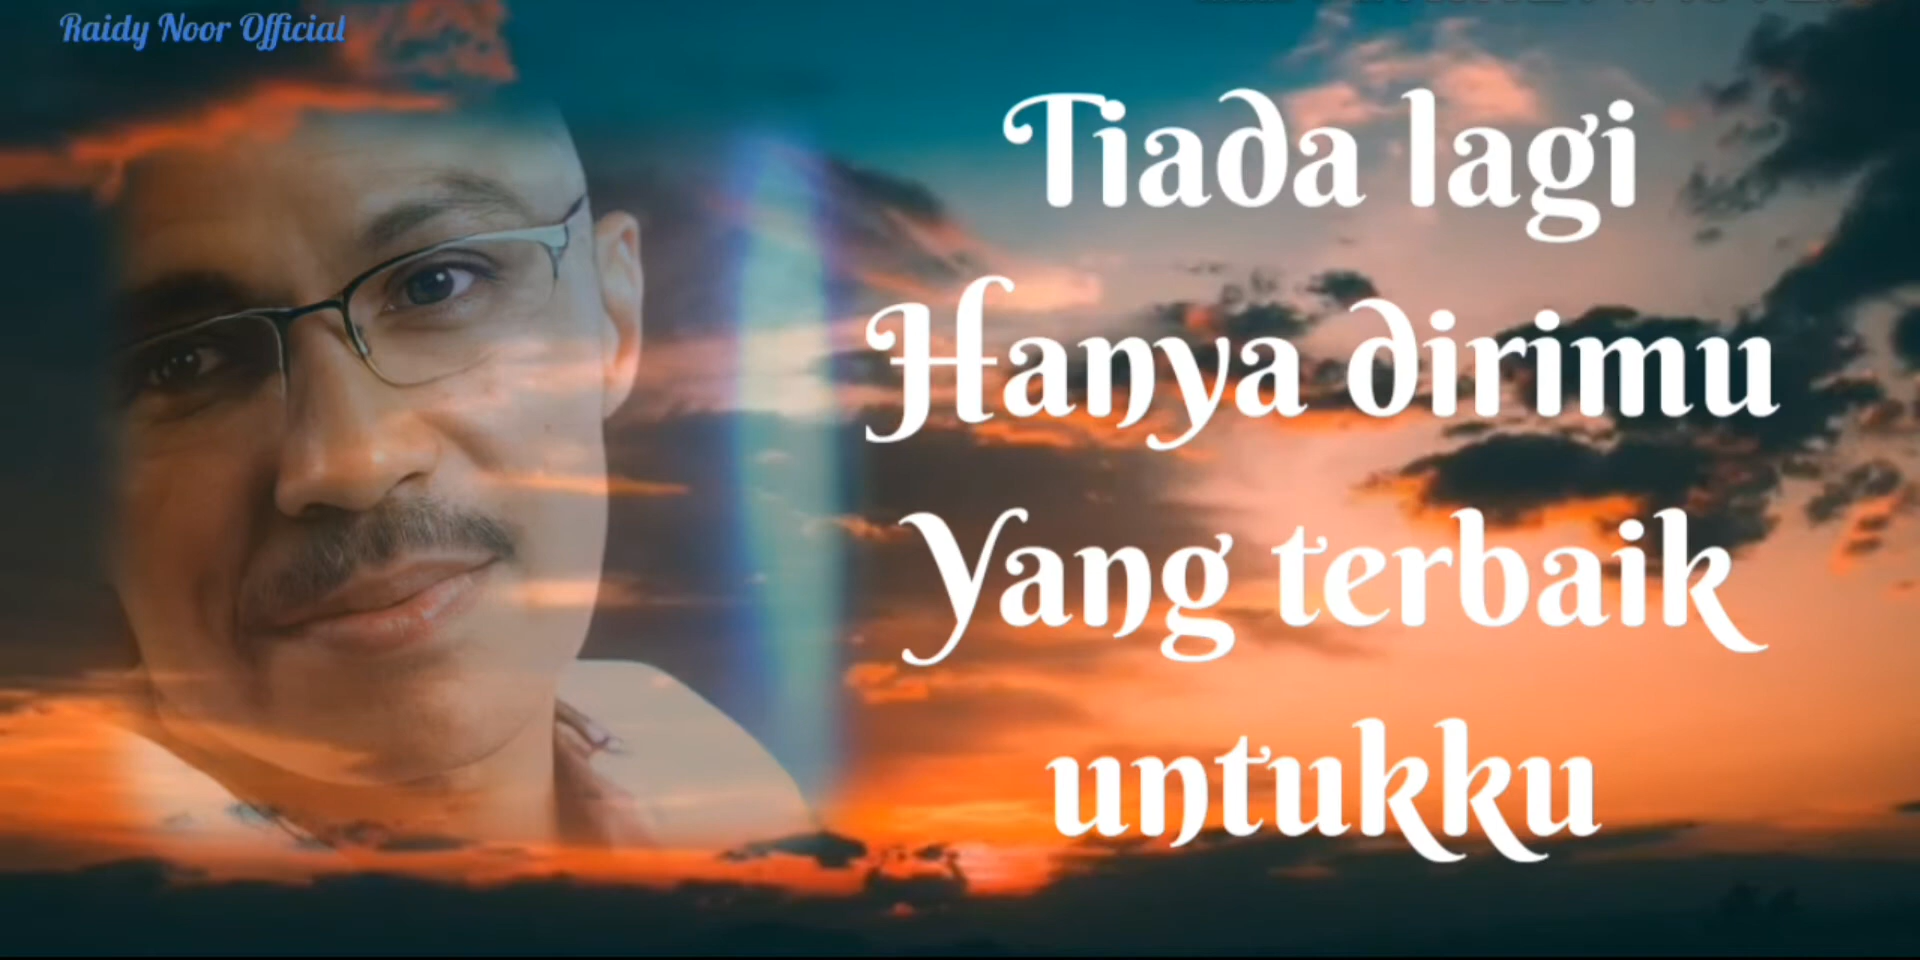 Raidy Noor Official
Tiada lagi
Hanya dirimu
Yang terbaik
untukku